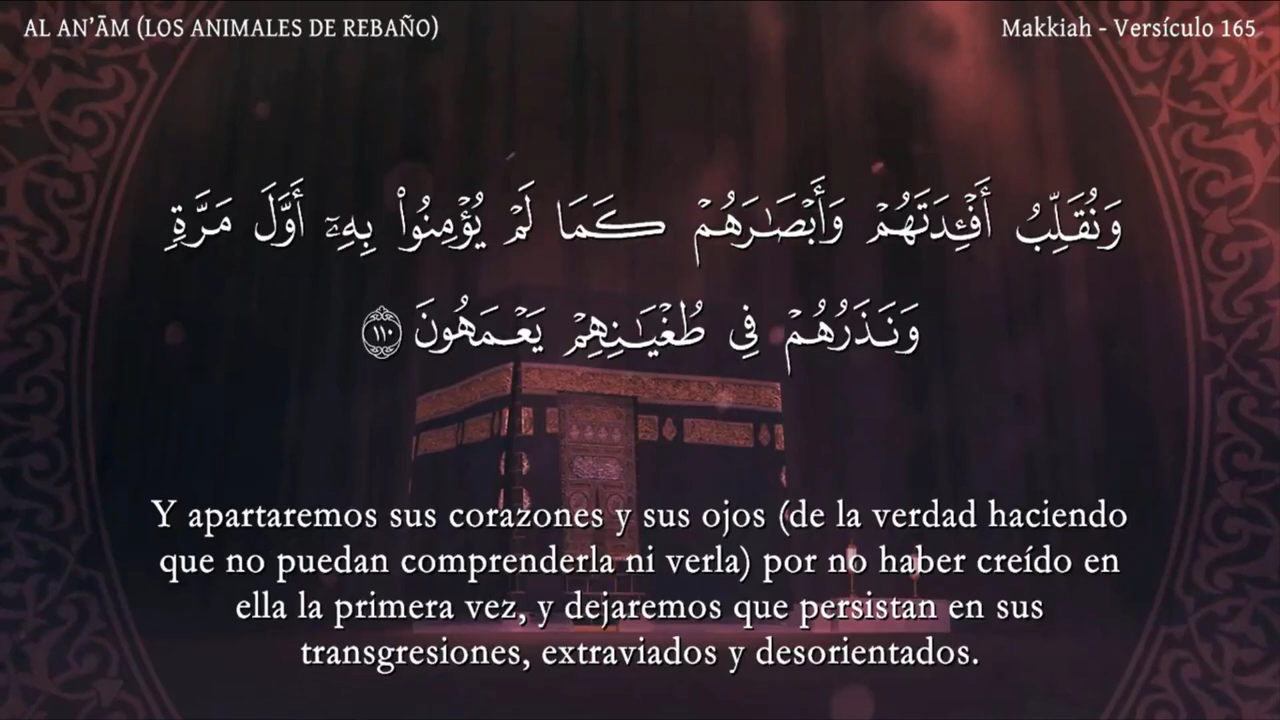 AL AN’ĀM (LOS ANIMALES DE REBAÑO)
Makkiah - Versículo 165
وَنُقَلِّبُ أَفْـِٔدَتَهُمْ وَأَبْصَـٰرَهُمْ كَمَا لَمْ يُؤْمِنُوا۟ بِهِۦٓ أَوَّلَ مَرَّةٍ
وَنَذَرُهُمْ فِى طُغْيَـٰنِهِمْ يَعْمَهُونَ ١١٠
Y apartaremos sus corazones y sus ojos (de la verdad haciendo
que no puedan comprenderla ni verla) por no haber creído en
ella la primera vez, y dejaremos que persistan en sus
transgresiones, extraviados y desorientados.